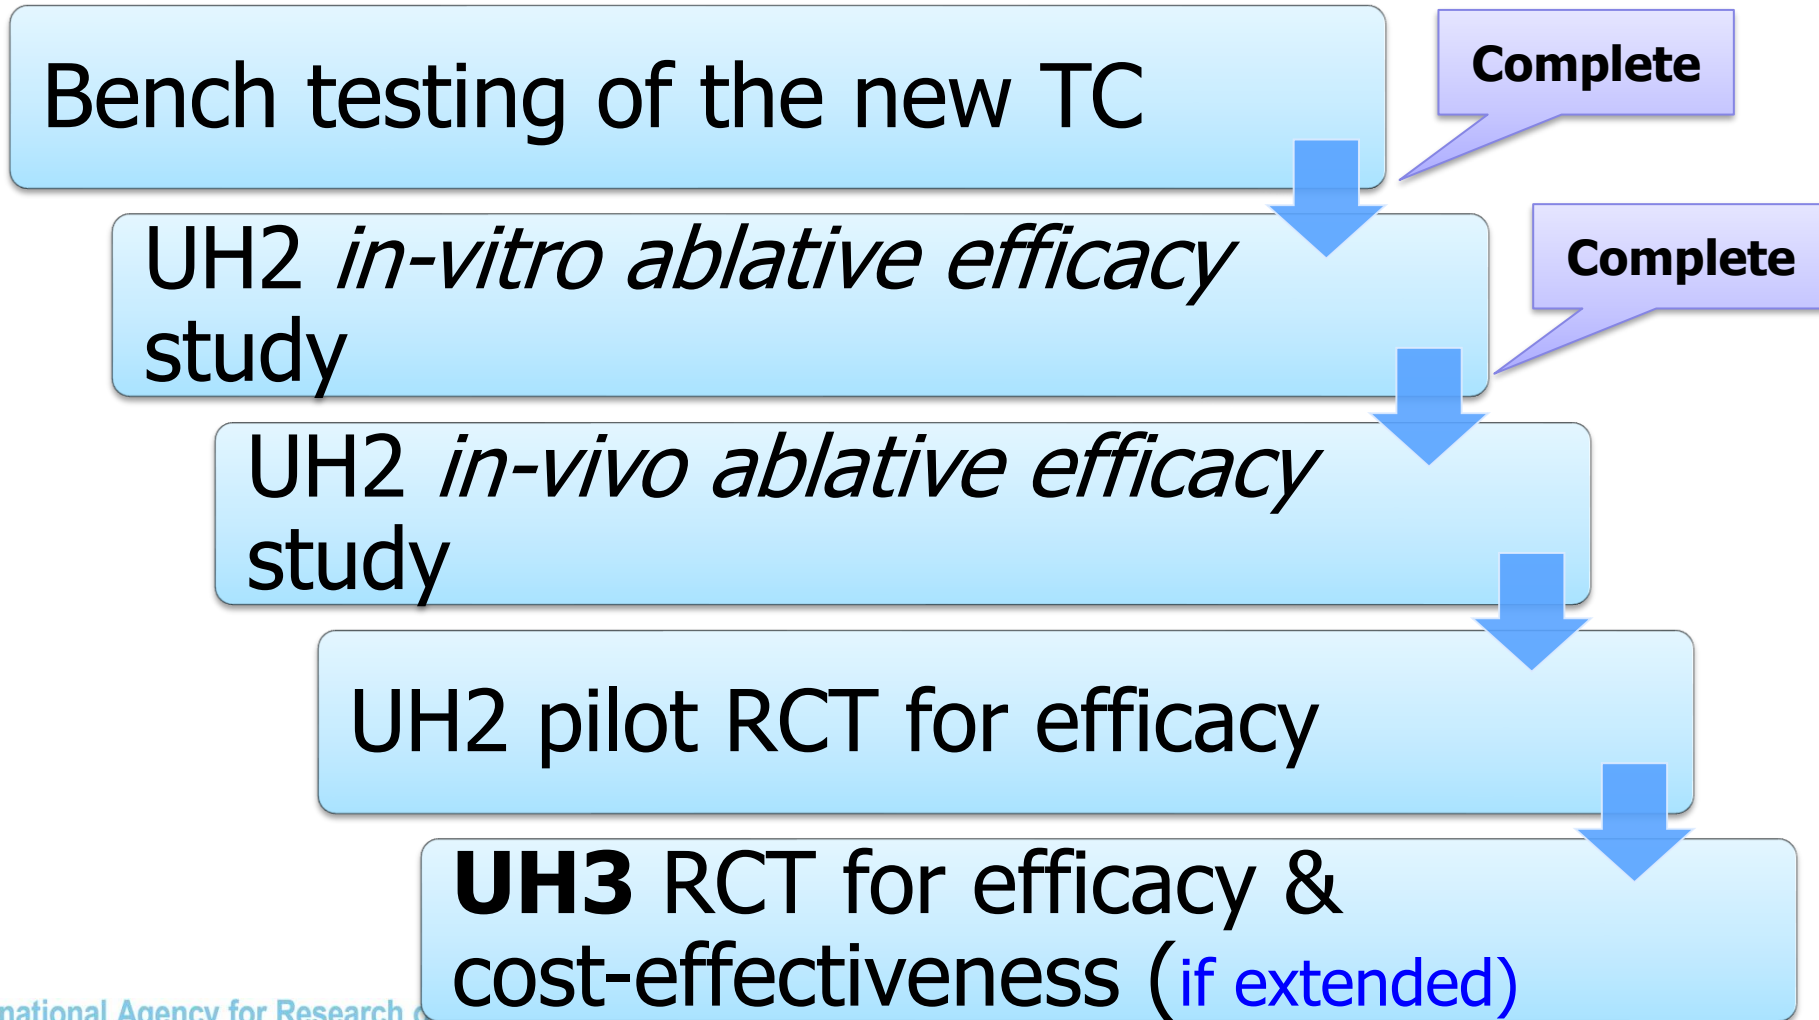 Bench testing of the new TC
Complete
UH2 in-vitro ablative efficacy
study
Complete
UH2 in-vivo ablative efficacy
study
UH2 pilot RCT for efficacy
UH3 RCT for efficacy &
cost-effectiveness (if extended)
Agency for Research